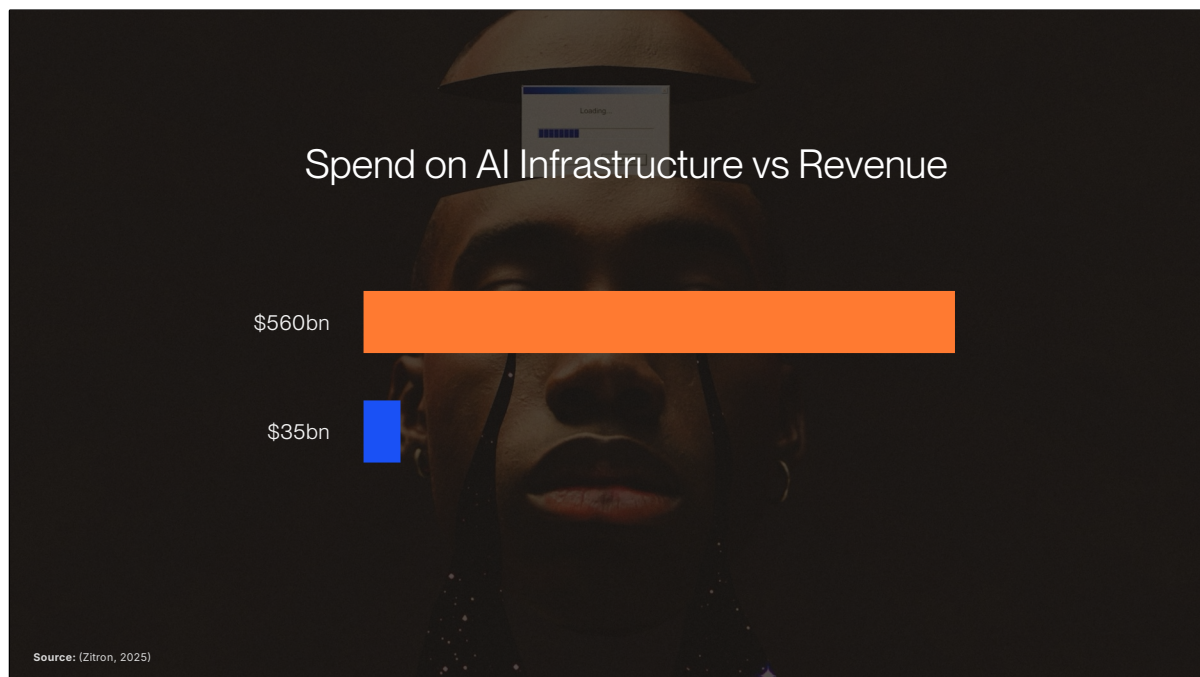 Loading...
Spend on AI Infrastructure vs Revenue
$560bn
$35bn
Source: (Zitron, 2025)